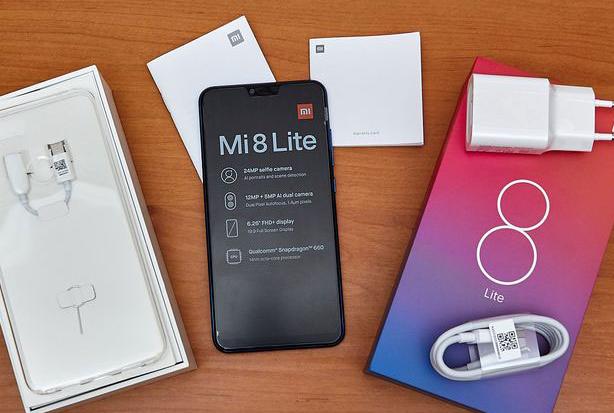 mi
mi
mi
Mi 8 Lite
24MP selfie camera
AI portraits and scene detection
12MP + 5MP AI dual camera
Dual Pixel autofocus, 1.4μm pixels
6.26" FHD+ display
19:9 Full Screen Display
CPU
Qualcomm® Snapdragon™ 660
14nm octa-core processor
8
Lite